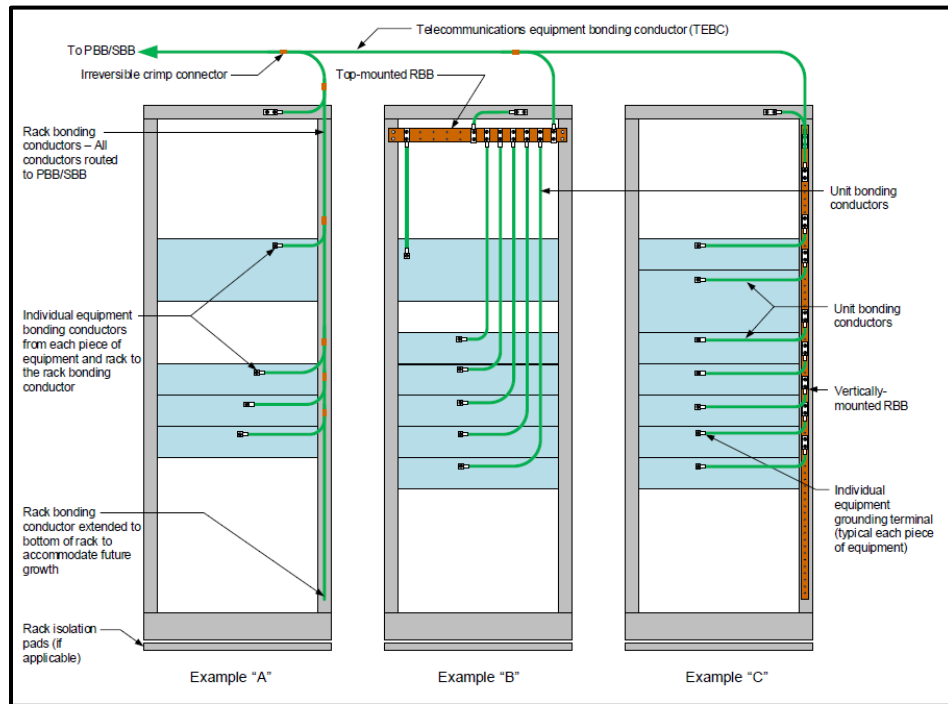 Telecommunications equipment bonding conductor (TEBC)
To PBB/SBB
Irreversible crimp connector
Top-mounted RBB
Rack bonding
conductors – All
conductors routed
to PBB/SBB
Unit bonding
conductors
Individual equipment
bonding conductors
from each piece of
equipment and rack to
the rack bonding
conductor
Unit bonding
conductors
Vertically-
mounted RBB
Individual
equipment
grounding terminal
(typical each piece
of equipment)
Rack bonding
conductor extended to
bottom of rack to
accommodate future
growth
Rack isolation
pads (if
applicable)
Example “A”
Example “B”
Example “C”